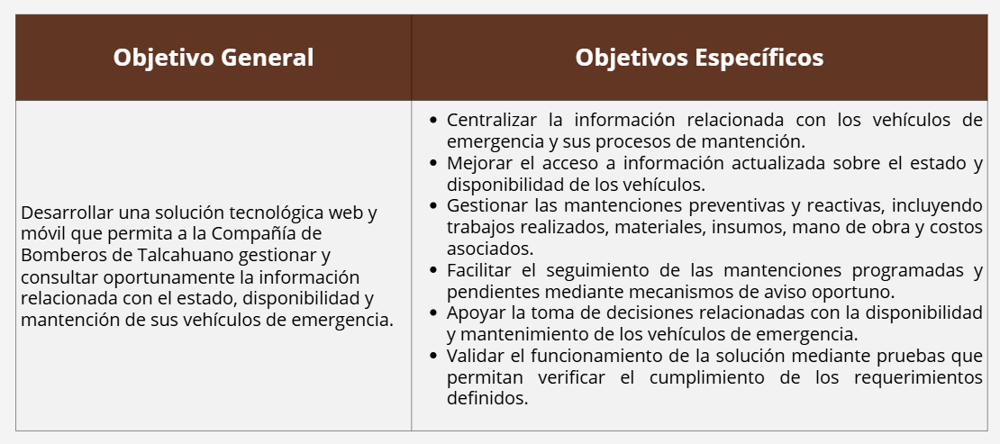 Objetivo General
Objetivos Específicos
Desarrollar una solución tecnológica web y
móvil que permita a la Compañía de
Bomberos de Talcahuano gestionar y
consultar oportunamente la información
relacionada con el estado, disponibilidad y
mantención de sus vehículos de emergencia.
• Centralizar la información relacionada con los vehículos de
emergencia y sus procesos de mantención.
• Mejorar el acceso a información actualizada sobre el estado y
disponibilidad de los vehículos.
• Gestionar las mantenciones preventivas y reactivas, incluyendo
trabajos realizados, materiales, insumos, mano de obra y costos
asociados.
• Facilitar el seguimiento de las mantenciones programadas y
pendientes mediante mecanismos de aviso oportuno.
• Apoyar la toma de decisiones relacionadas con la disponibilidad
y mantenimiento de los vehículos de emergencia.
• Validar el funcionamiento de la solución mediante pruebas que
permitan verificar el cumplimiento de los requerimientos
definidos.